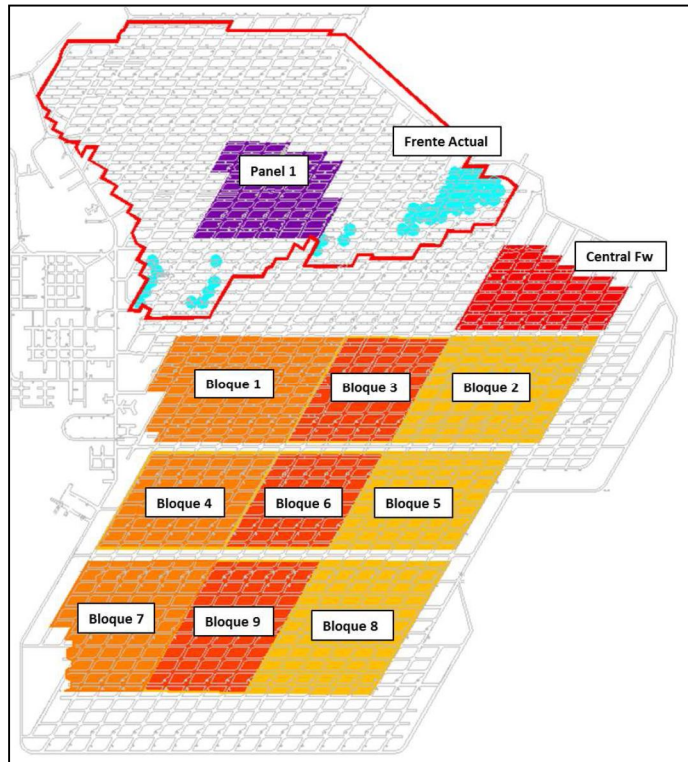 Frente Actual
Panel 1
Central Fw
Bloque 1
Bloque 3
Bloque 2
Bloque 4
Bloque 6
Bloque 5
Bloque 7
Bloque 9
Bloque 8